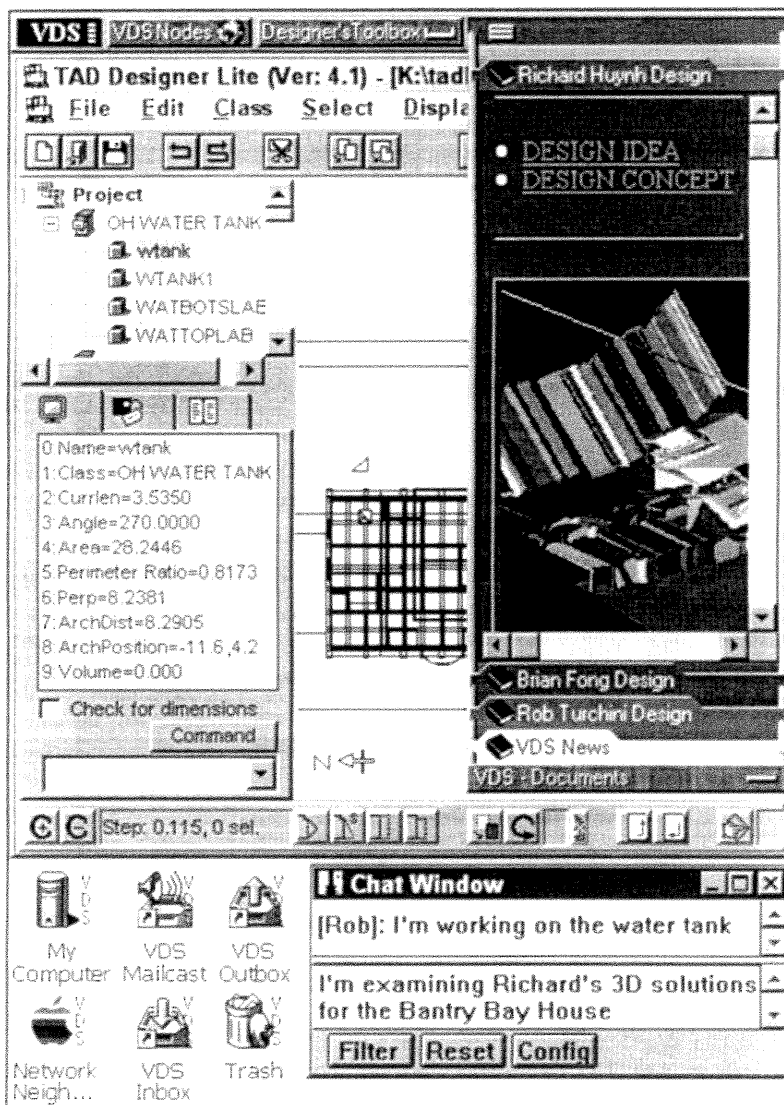 VDS VDSNodes Designer'sToolbox
TAD Designer Lite (Ver: 4.1) - [K:\tadl
File Edit Class Select Displa
Project
OH WATER TANK
wtank
WTANK1
WATBOTSLAE
WATTOPLAB
0 Name=wtank
1:Class=OH WATER TANK
2:Currlen=3.5350
3:Angle=270.0000
4:Area=28.2446
5:Perimeter Ratio=0.8173
6:Perp=8.2381
7:ArchDist=8.2905
8:ArchPosition=-11.6,4.2
9:Volume=0.000
Check for dimensions
Command
N
Step: 0.115, 0 sel.
Richard Huynh Design
DESIGN IDEA
DESIGN CONCEPT
Brian Fong Design
Rob Turchini Design
VDS News
VDS - Documents
My Computer
VDS Mailcast
VDS Outbox
Network Neigh...
VDS Inbox
Trash
Chat Window
[Rob]: I'm working on the water tank
I'm examining Richard's 3D solutions
for the Bantry Bay House
Filter Reset Config